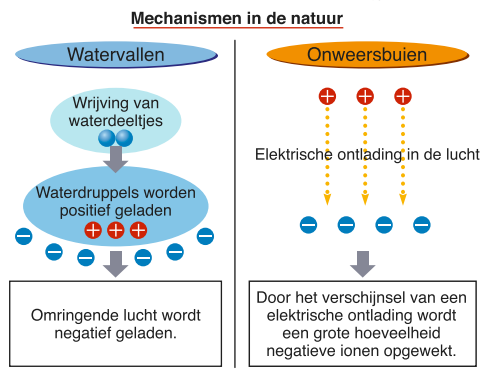 Mechanismen in de natuur
Watervallen
Wrijving van
waterdeeltjes
Waterdruppels worden
positief geladen
Omringende lucht wordt
negatief geladen.
Onweersbuien
Elektrische ontlading in de lucht
Door het verschijnsel van een
elektrische ontlading wordt
een grote hoeveelheid
negatieve ionen opgewekt.